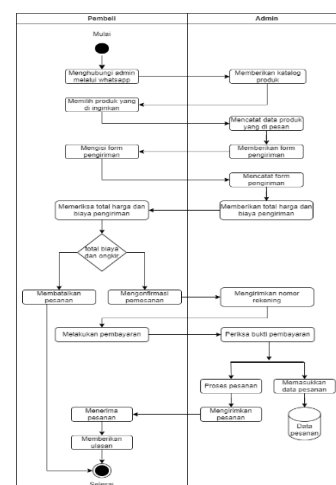 Pembeli
Admin
Mulai
Menghubungi admin
melalui whatsapp
Memberikan katalog
produk
Memilih produk yang
di inginkan
Mencatat data produk
yang di pesan
Mengisi form
pengiriman
Memberikan form
pengiriman
Mencatat form
pengiriman
Memeriksa total harga dan
biaya pengiriman
Memberikan total harga dan
biaya pengiriman
total biaya
dan ongkir
Membatalkan
pesanan
Mengonfirmasi
pemesanan
Mengirimkan nomor
rekening
Melakukan pembayaran
Periksa bukti pembayaran
Proses pesanan
Memasukkan
data pesanan
Menerima
pesanan
Mengirimkan
pesanan
Data
pesanan
Memberikan
ulasan
Selesai